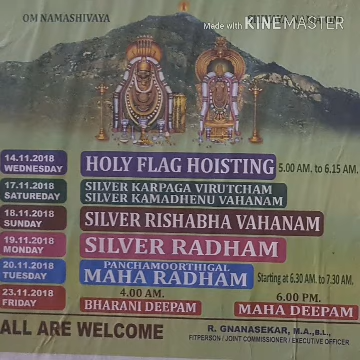 OM NAMASHIVAYA
Made with KINEMASTER
14.11.2018
WEDNESDAY
HOLY FLAG HOISTING 5.00 AM. to 6.15 AM.
17.11.2018
SATUREDAY
SILVER KARPAGA VIRUTCHAM
SILVER KAMADHENU VAHANAM
18.11.2018
SUNDAY
SILVER RISHABHA VAHANAM
19.11.2018
MONDAY
SILVER RADHAM
20.11.2018
TUESDAY
PANCHAMOORTHIGAL
MAHA RADHAM Starting at 6.30 AM. to 7.30 AM.
23.11.2018
FRIDAY
4.00 AM.
BHARANI DEEPAM
6.00 PM.
MAHA DEEPAM
ALL ARE WELCOME
R. GNANASEKAR, M.A.,B.L.,
FITPERSON / JOINT COMMISSIONER / EXECUTIVE OFFICER